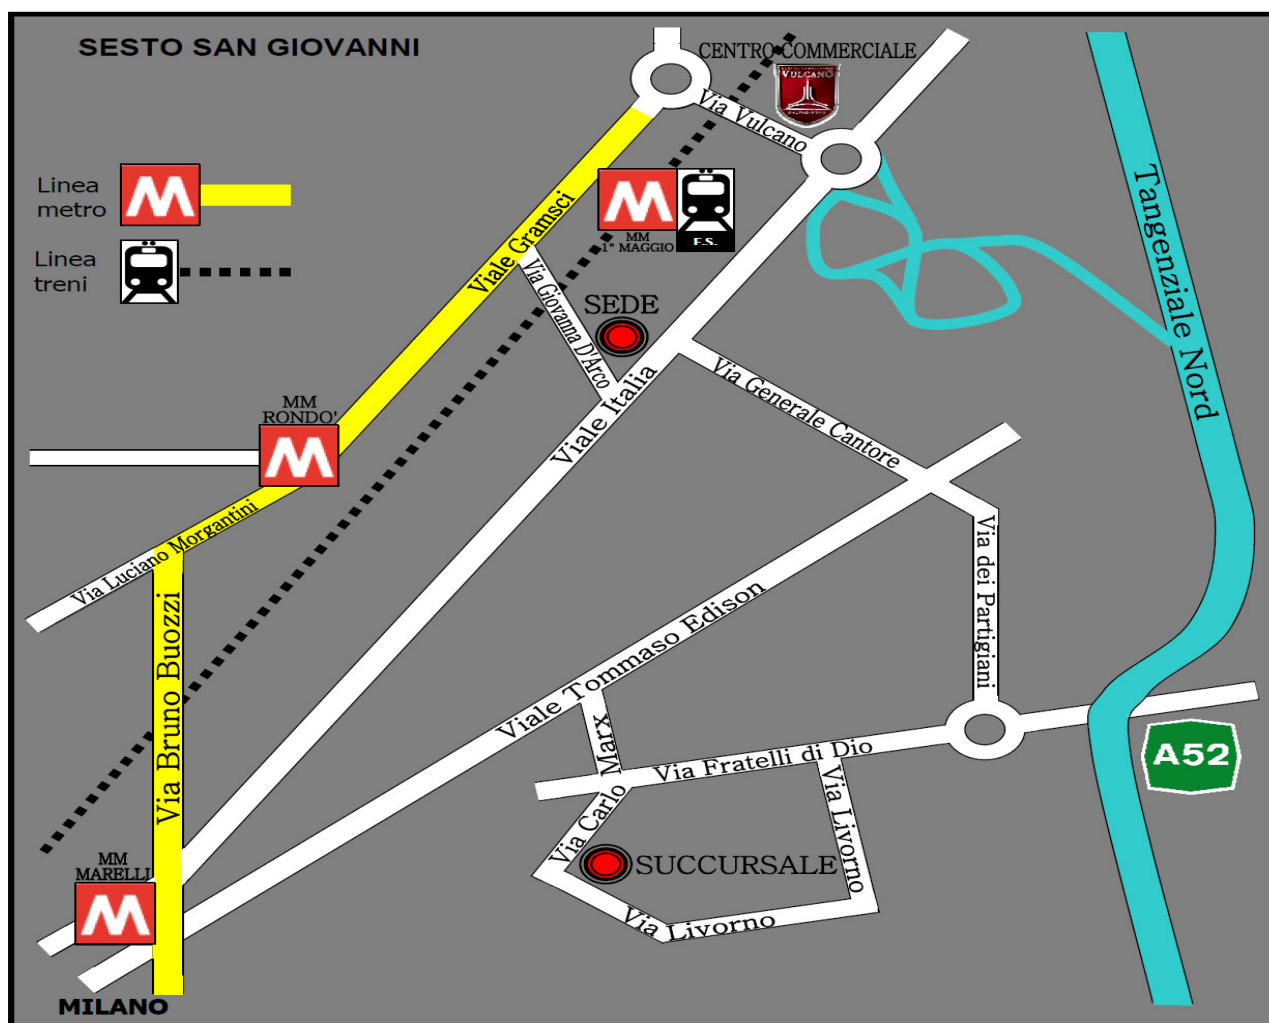 SESTO SAN GIOVANNI
CENTRO COMMERCIALE
VULCANO
Via Vulcano
Linea
metro
Linea
treni
MM
1° MAGGIO
F.S.
Viale Gramsci
Via Giovanna D'Arco
SEDE
Tangenziale Nord
Viale Italia
Via Generale Cantore
MM
RONDO'
Via Luciano Morgantini
Via Bruno Buozzi
Viale Tommaso Edison
Via dei Partigiani
Via Carlo Marx
Via Fratelli di Dio
A52
Via Livorno
SUCCURSALE
Via Livorno
MM
MARELLI
MILANO